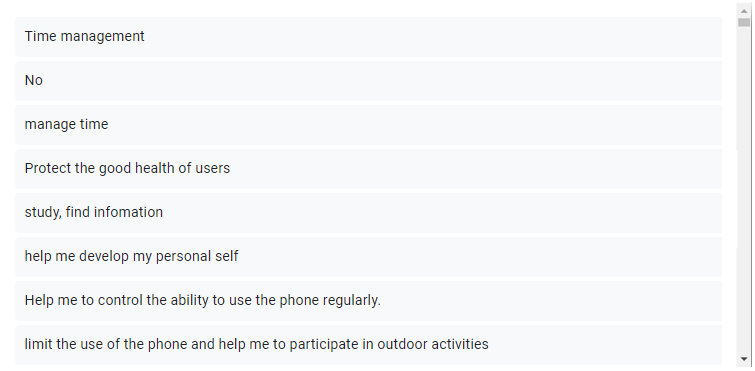 Time management
No
manage time
Protect the good health of users
study, find infomation
help me develop my personal self
Help me to control the ability to use the phone regularly.
limit the use of the phone and help me to participate in outdoor activities